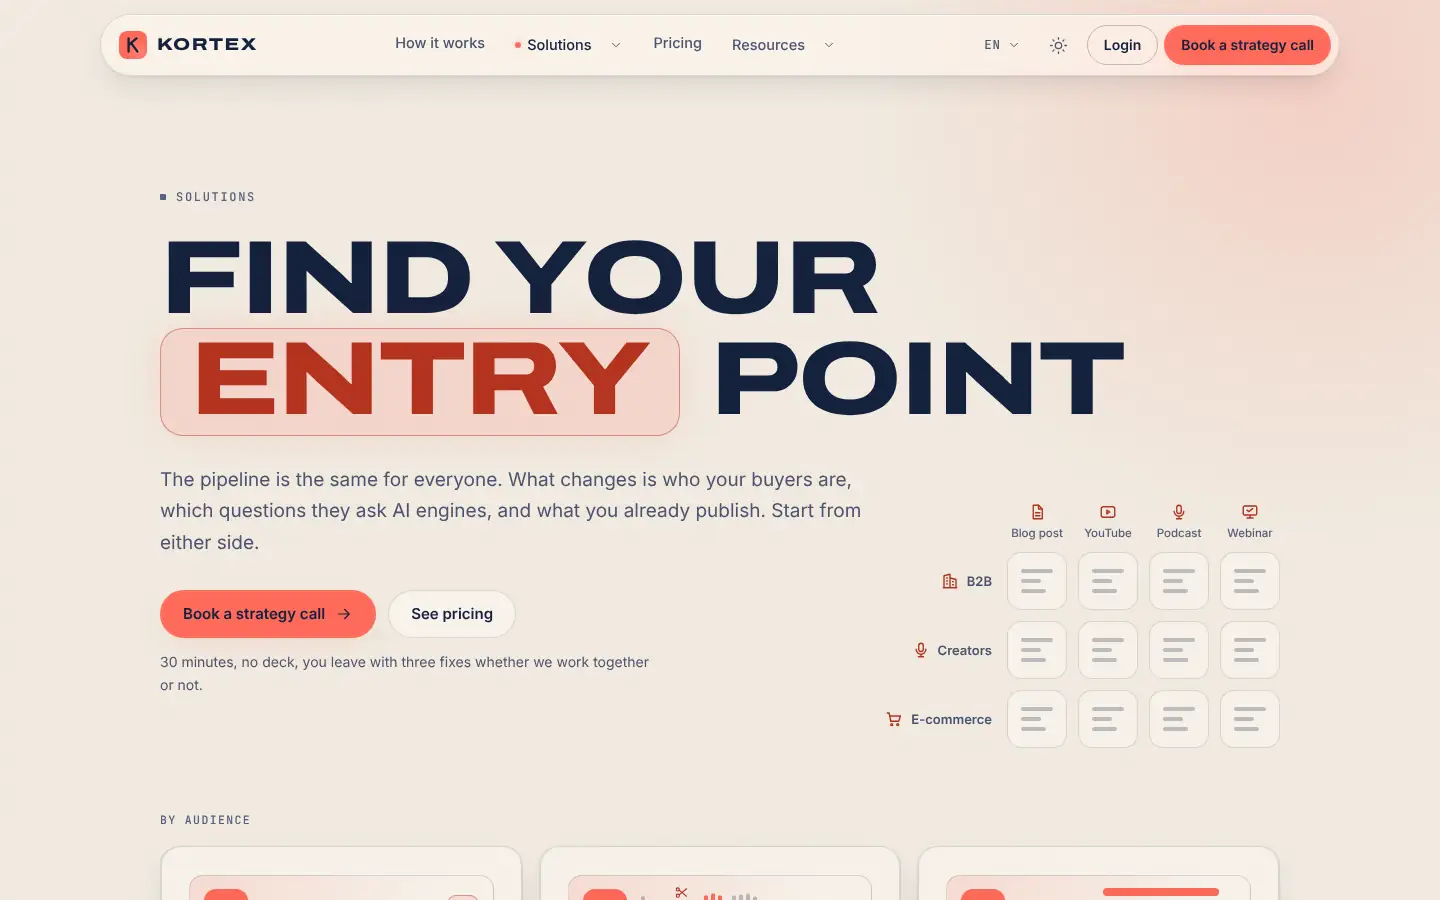 K KORTEX
How it works
Solutions
Pricing
Resources
EN
Login
Book a strategy call
SOLUTIONS
FIND YOUR
ENTRY POINT
The pipeline is the same for everyone. What changes is who your buyers are,
which questions they ask AI engines, and what you already publish. Start from
either side.
Book a strategy call →
See pricing
30 minutes, no deck, you leave with three fixes whether we work together
or not.
Blog post YouTube Podcast Webinar
B2B
Creators
E-commerce
BY AUDIENCE